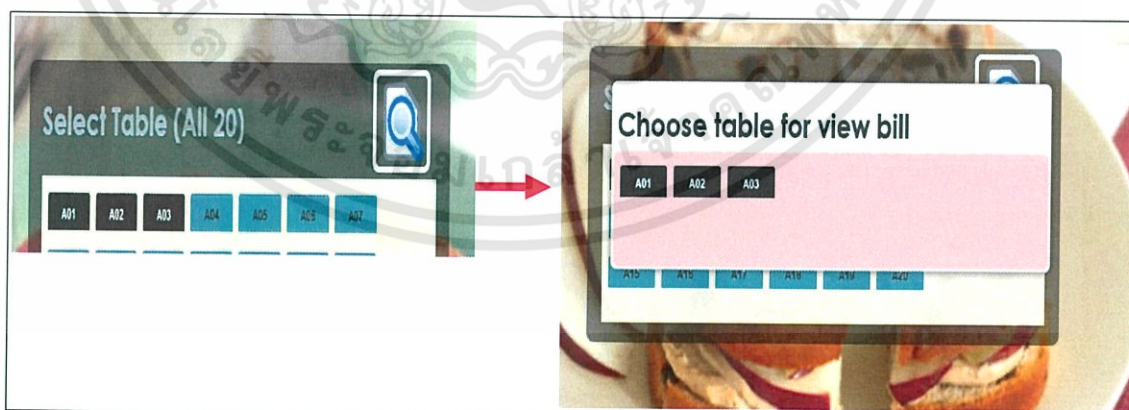 Select Table (All 20)
A01 A02 A03 A04 A05 A06 A07
Choose table for view bill
A01 A02 A03
A15 A16 A17 A18 A19 A20